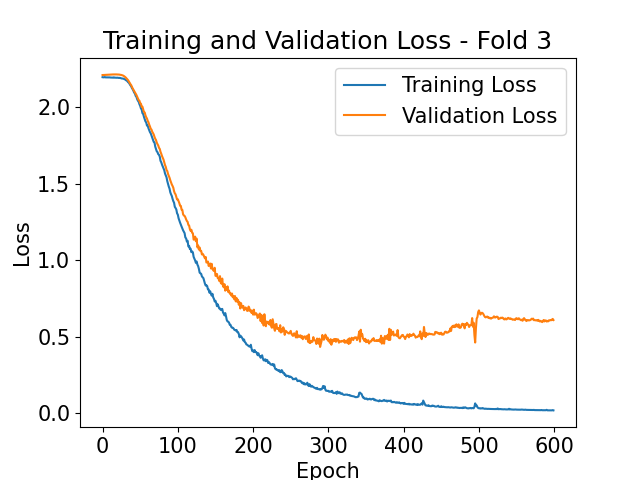 Training and Validation Loss - Fold 3
Training Loss
Validation Loss
Loss
2.0
1.5
1.0
0.5
0.0
0 100 200 300 400 500 600
Epoch